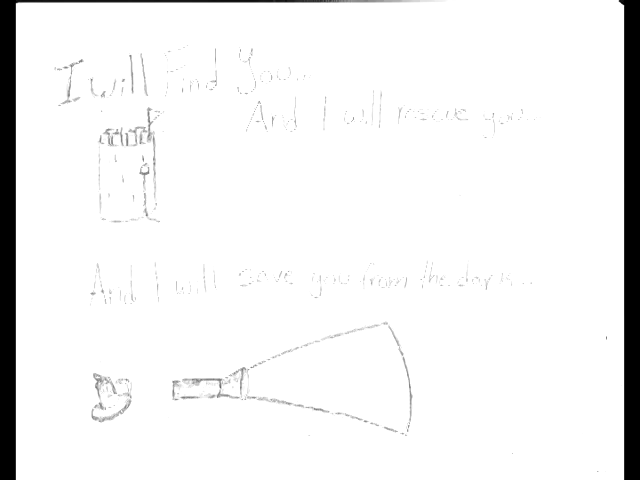 I will Find You..
And I will rescue you...
And I will save you from the dark...